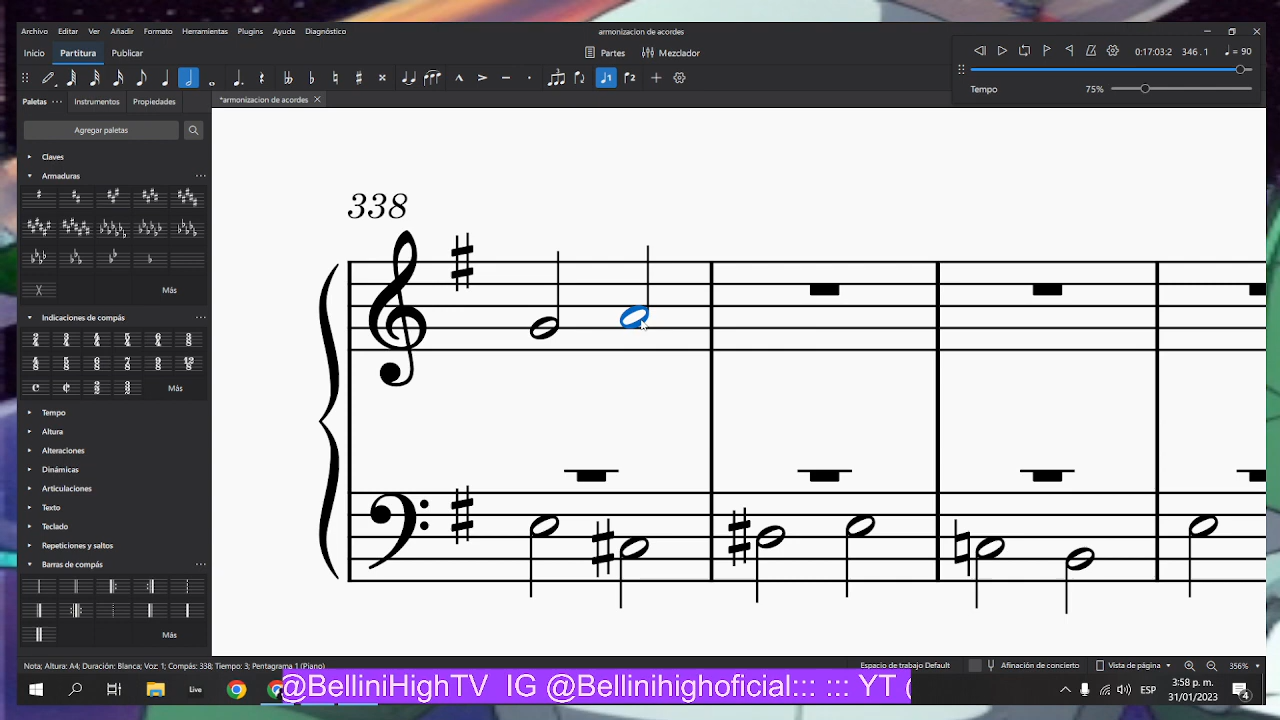 Archivo Editar Ver Añadir Formato Herramientas Plugins Ayuda Diagnóstico armonizacion de acordes
Inicio Partitura Publicar Partes Mezclador
0:17:03:2 346 .1 = 90
Tempo 75%
Paletas Instrumentos Propiedades *armonizacion de acordes
Agregar paletas
Claves
Armaduras
Más
Indicaciones de compás
Más
Tempo
Altura
Alteraciones
Dinámicas
Articulaciones
Texto
Teclado
Repeticiones y saltos
Barras de compás
Más
338
Nota; Altura: A4; Duración: Blanca; Voz: 1; Compás: 338; Tiempo: 3; Pentagrama 1 (Piano)
Espacio de trabajo Default Afinación de concierto Vista de página 356%
Live
@BelliniHighTV IG @Bellinihighoficial::: ::: YT (
ESP
3:58 p. m.
31/01/2023
4